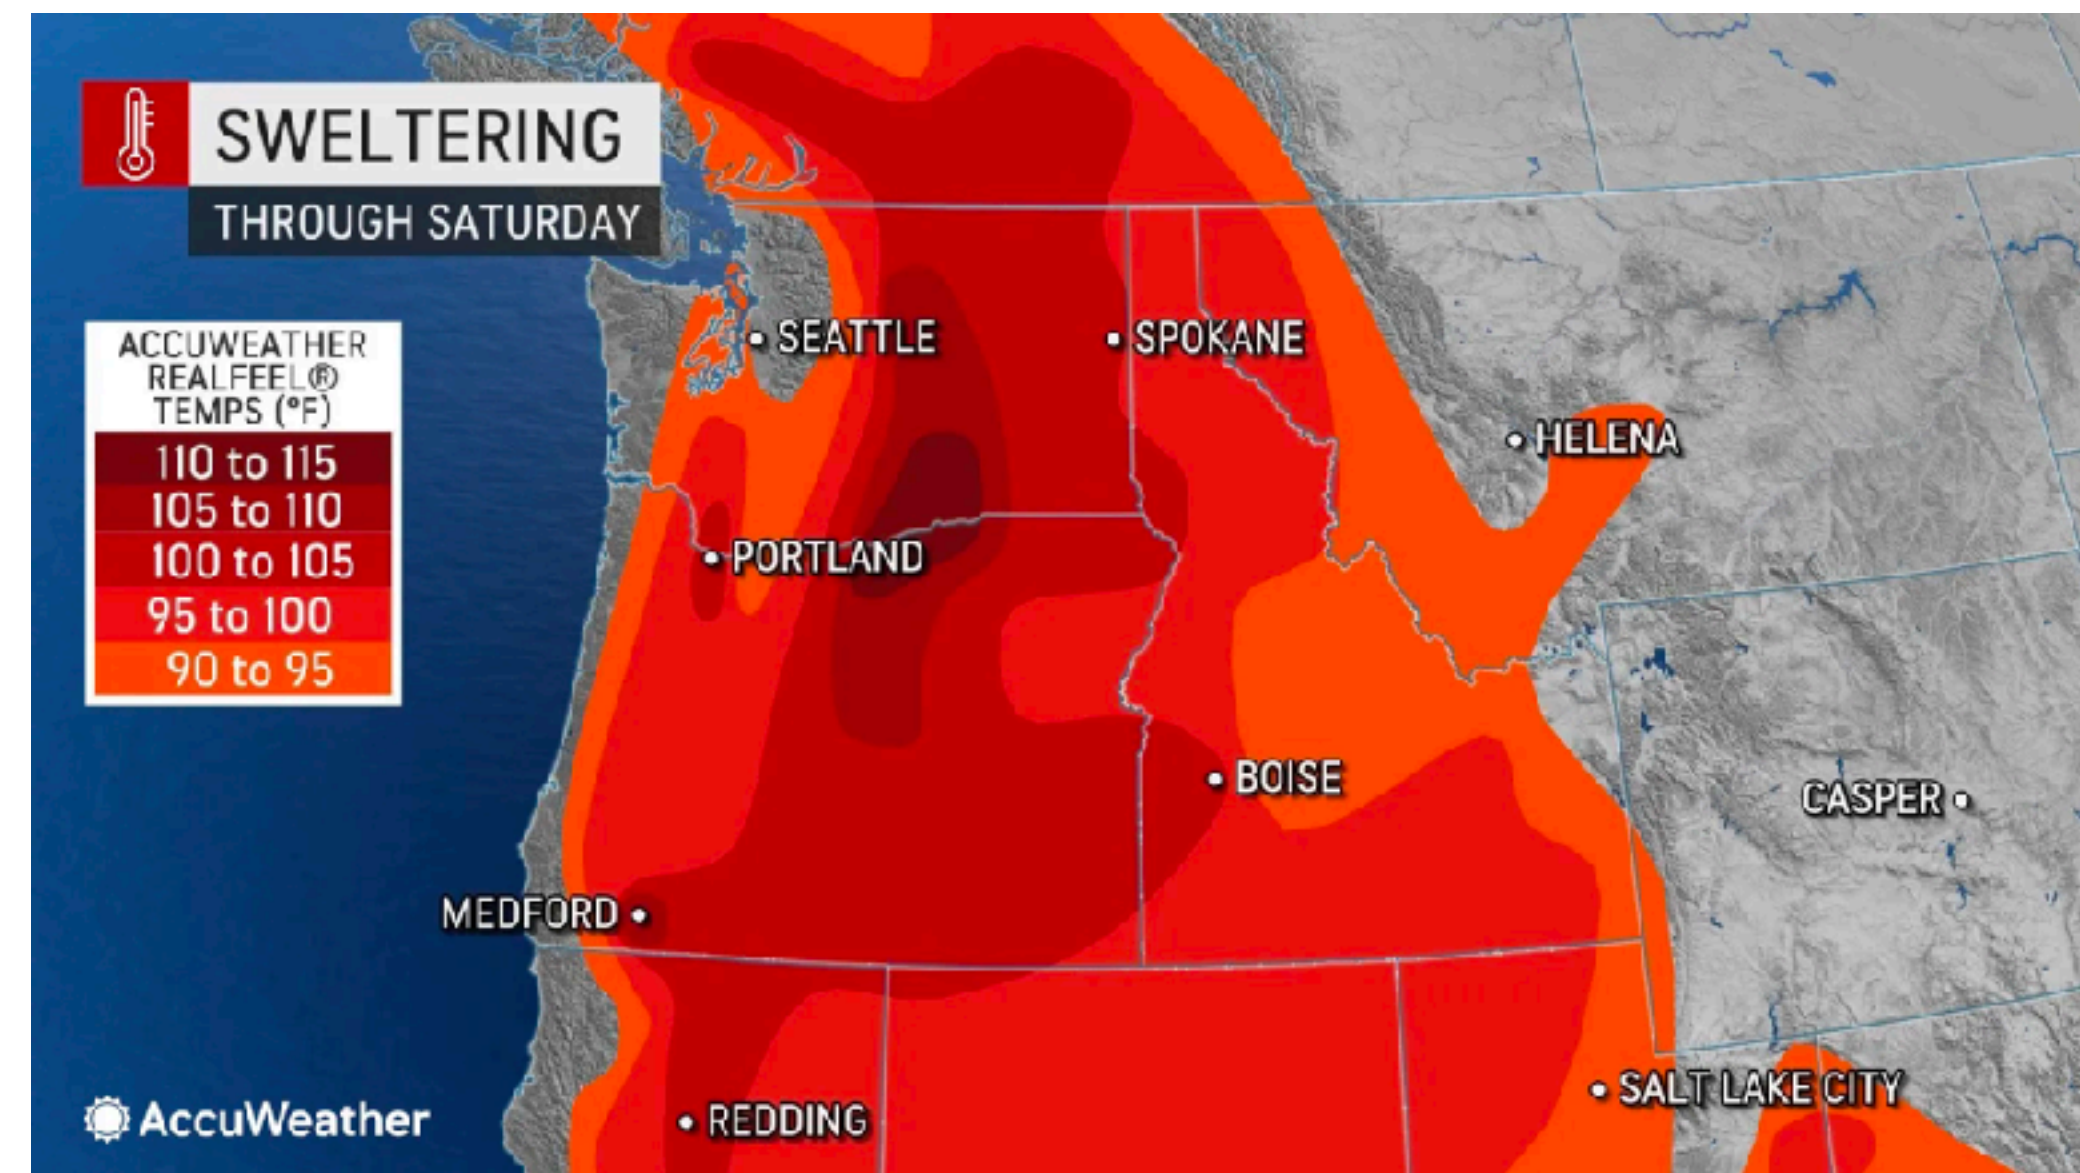 SWELTERING
THROUGH SATURDAY
ACCUWEATHER
REALFEEL®
TEMPS (°F)
110 to 115
105 to 110
100 to 105
95 to 100
90 to 95
SEATTLE
SPOKANE
HELENA
PORTLAND
BOISE
CASPER
MEDFORD
SALT LAKE CITY
REDDING
AccuWeather